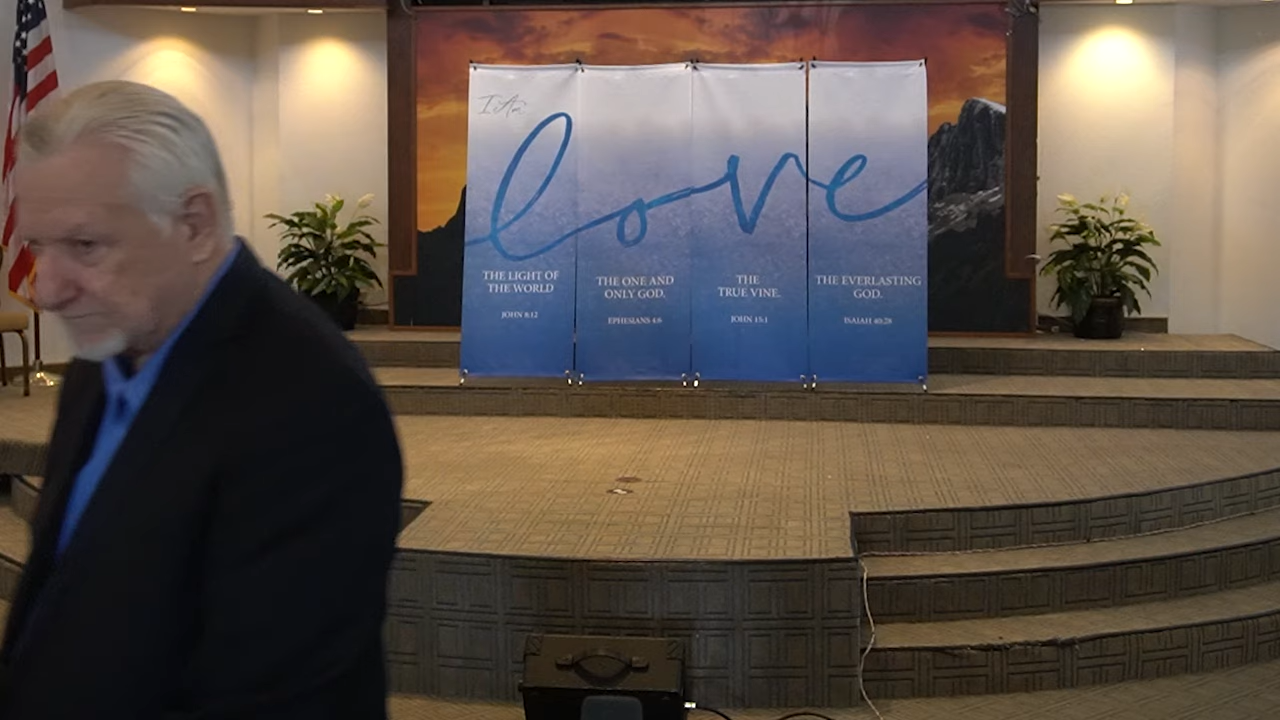 I Am
love
THE LIGHT OF
THE WORLD
JOHN 8:12
THE ONE AND
ONLY GOD.
EPHESIANS 4:6
THE
TRUE VINE.
JOHN 15:1
THE EVERLASTING
GOD.
ISAIAH 40:28